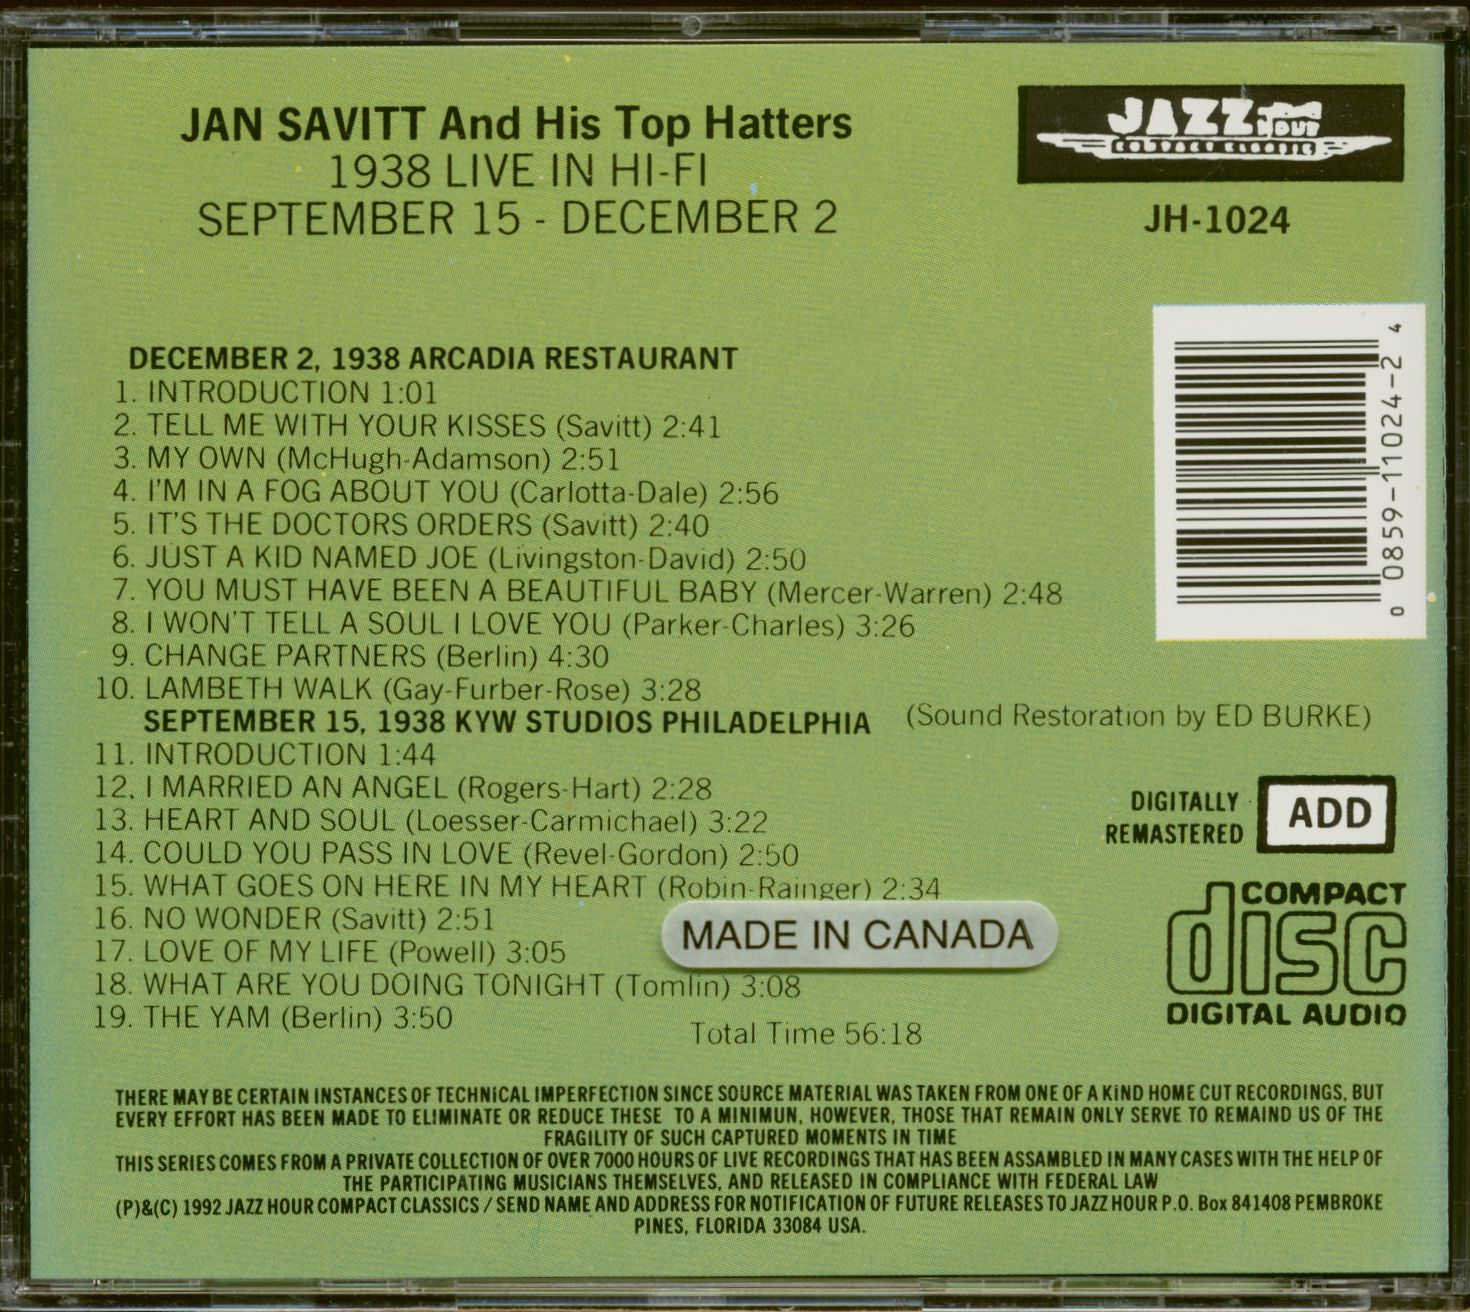 JAN SAVITT And His Top Hatters
1938 LIVE IN HI-FI
SEPTEMBER 15 - DECEMBER 2
JAZZ HOUR
COMPACT CLASSIC
JH-1024
DECEMBER 2, 1938 ARCADIA RESTAURANT
1. INTRODUCTION 1:01
2. TELL ME WITH YOUR KISSES (Savitt) 2:41
3. MY OWN (McHugh-Adamson) 2:51
4. I'M IN A FOG ABOUT YOU (Carlotta-Dale) 2:56
5. IT'S THE DOCTORS ORDERS (Savitt) 2:40
6. JUST A KID NAMED JOE (Livingston-David) 2:50
7. YOU MUST HAVE BEEN A BEAUTIFUL BABY (Mercer-Warren) 2:48
8. I WON'T TELL A SOUL I LOVE YOU (Parker-Charles) 3:26
9. CHANGE PARTNERS (Berlin) 4:30
10. LAMBETH WALK (Gay-Furber-Rose) 3:28
SEPTEMBER 15, 1938 KYW STUDIOS PHILADELPHIA
11. INTRODUCTION 1:44
12. I MARRIED AN ANGEL (Rogers-Hart) 2:28
13. HEART AND SOUL (Loesser-Carmichael) 3:22
14. COULD YOU PASS IN LOVE (Revel-Gordon) 2:50
15. WHAT GOES ON HERE IN MY HEART (Robin-Rainger) 2:34
16. NO WONDER (Savitt) 2:51
17. LOVE OF MY LIFE (Powell) 3:05
18. WHAT ARE YOU DOING TONIGHT (Tomlin) 3:08
19. THE YAM (Berlin) 3:50
Total Time 56:18
MADE IN CANADA
0 0859-11024-2 4
(Sound Restoration by ED BURKE)
DIGITALLY
REMASTERED
ADD
COMPACT
disc
DIGITAL AUDIO
THERE MAY BE CERTAIN INSTANCES OF TECHNICAL IMPERFECTION SINCE SOURCE MATERIAL WAS TAKEN FROM ONE OF A KIND HOME CUT RECORDINGS, BUT
EVERY EFFORT HAS BEEN MADE TO ELIMINATE OR REDUCE THESE TO A MINIMUN, HOWEVER, THOSE THAT REMAIN ONLY SERVE TO REMAIND US OF THE
FRAGILITY OF SUCH CAPTURED MOMENTS IN TIME
THIS SERIES COMES FROM A PRIVATE COLLECTION OF OVER 7000 HOURS OF LIVE RECORDINGS THAT HAS BEEN ASSAMBLED IN MANY CASES WITH THE HELP OF
THE PARTICIPATING MUSICIANS THEMSELVES, AND RELEASED IN COMPLIANCE WITH FEDERAL LAW
(P)&(C) 1992 JAZZ HOUR COMPACT CLASSICS / SEND NAME AND ADDRESS FOR NOTIFICATION OF FUTURE RELEASES TO JAZZ HOUR P.O. Box 841408 PEMBROKE
PINES, FLORIDA 33084 USA.